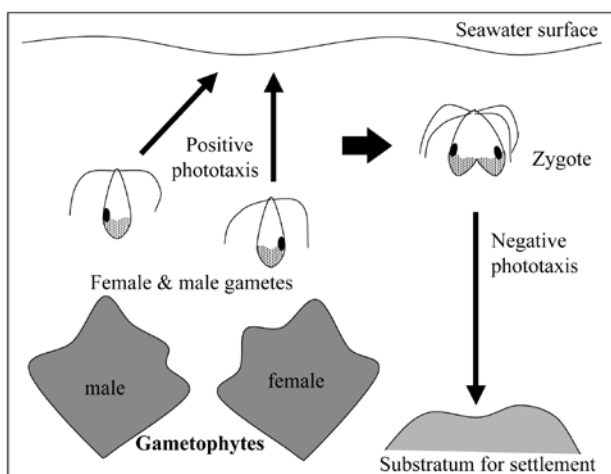 Seawater surface
Positive
phototaxis
Zygote
Negative
phototaxis
Female & male gametes
male
female
Gametophytes
Substratum for settlement